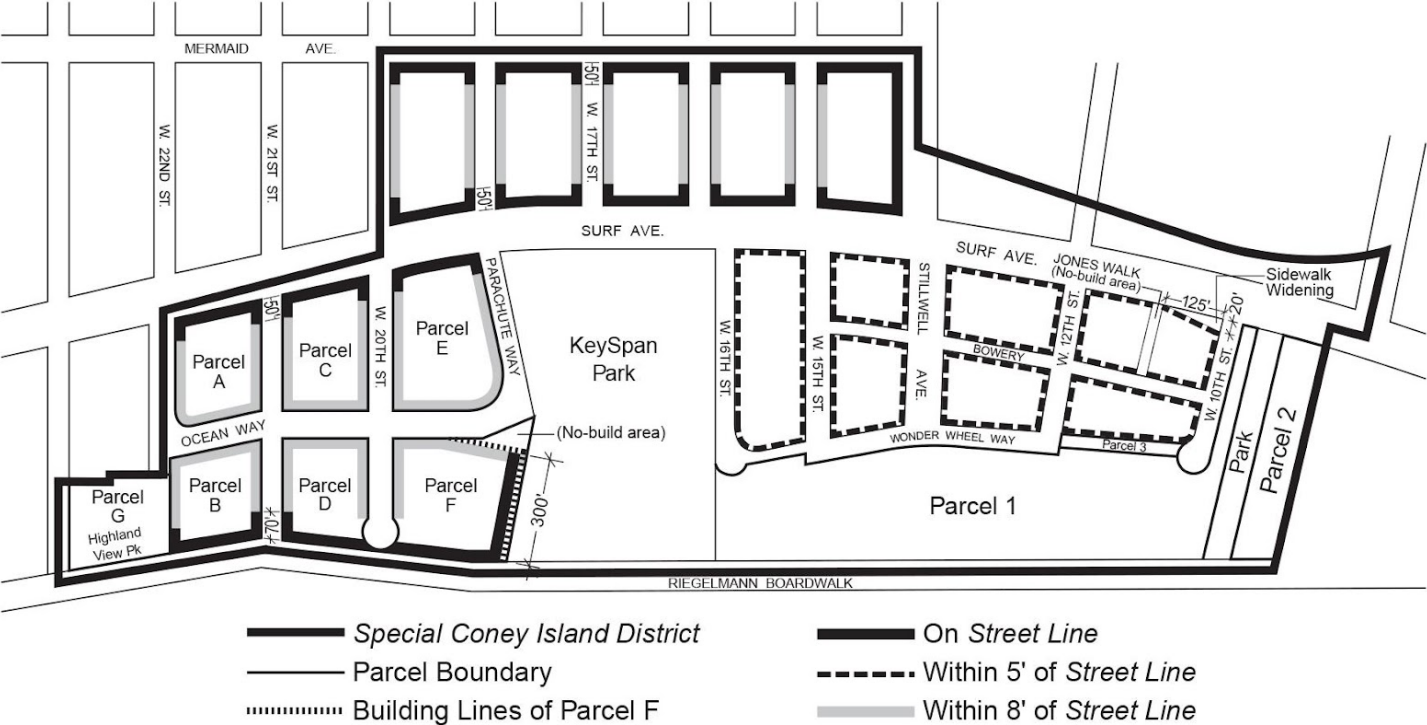 MERMAID AVE.
50'
W. 17TH ST.
W. 22ND ST.
W. 21ST ST.
50'
SURF AVE.
SURF AVE.
JONES WALK
(No-build area)
Sidewalk
Widening
125'
20'
50'
W. 20TH ST.
PARACHUTE WAY
Parcel
A
Parcel
C
Parcel
E
KeySpan
Park
W. 16TH ST.
W. 15TH ST.
STILLWELL AVE.
BOWERY
W. 12TH ST.
W. 10TH ST.
OCEAN WAY
(No-build area)
WONDER WHEEL WAY
Parcel 3
Park
Parcel 2
Parcel
G
Highland
View Pk
Parcel
B
Parcel
D
Parcel
F
70'
300'
Parcel 1
RIEGELMANN BOARDWALK
Special Coney Island District
Parcel Boundary
Building Lines of Parcel F
On Street Line
Within 5' of Street Line
Within 8' of Street Line